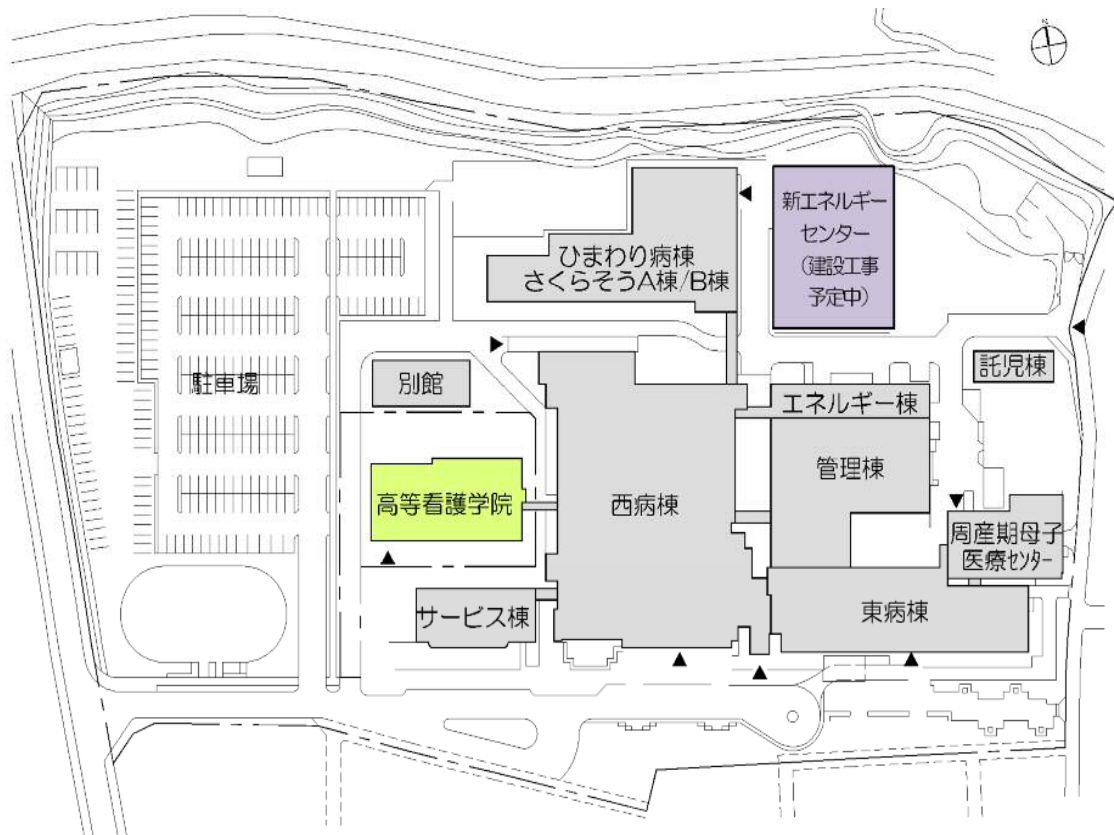 N
新エネルギー
センター
（建設工事
予定中）
ひまわり病棟
さくらそうA棟/B棟
託児棟
別館
駐車場
エネルギー棟
管理棟
高等看護学院
西病棟
周産期母子
医療センター
サービス棟
東病棟